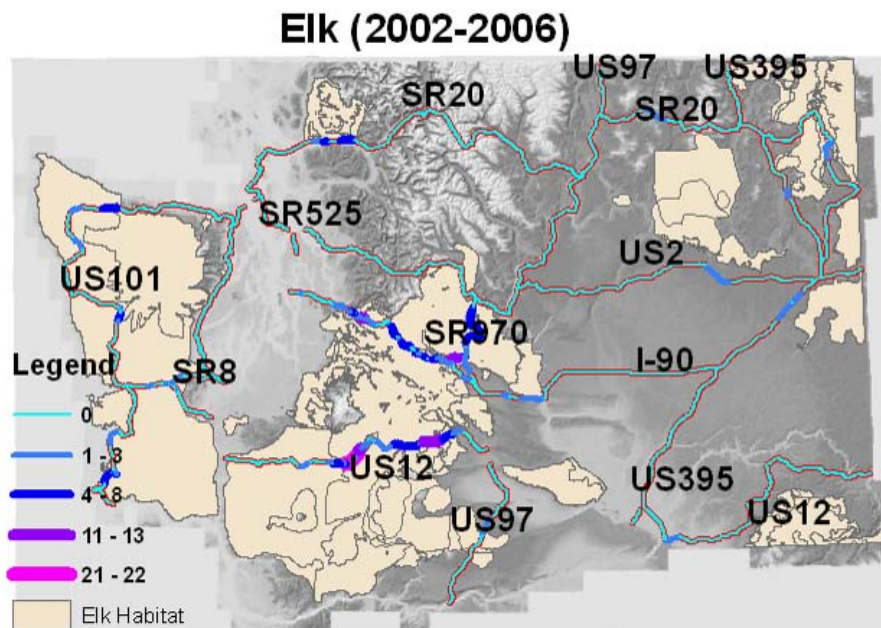 Elk (2002-2006)
US97
US395
SR20
SR20
SR525
US2
US101
SR970
Legend
SR8
I-90
0
1 - 3
US12
US395
4 - 8
US97
US12
11 - 13
21 - 22
Elk Habitat